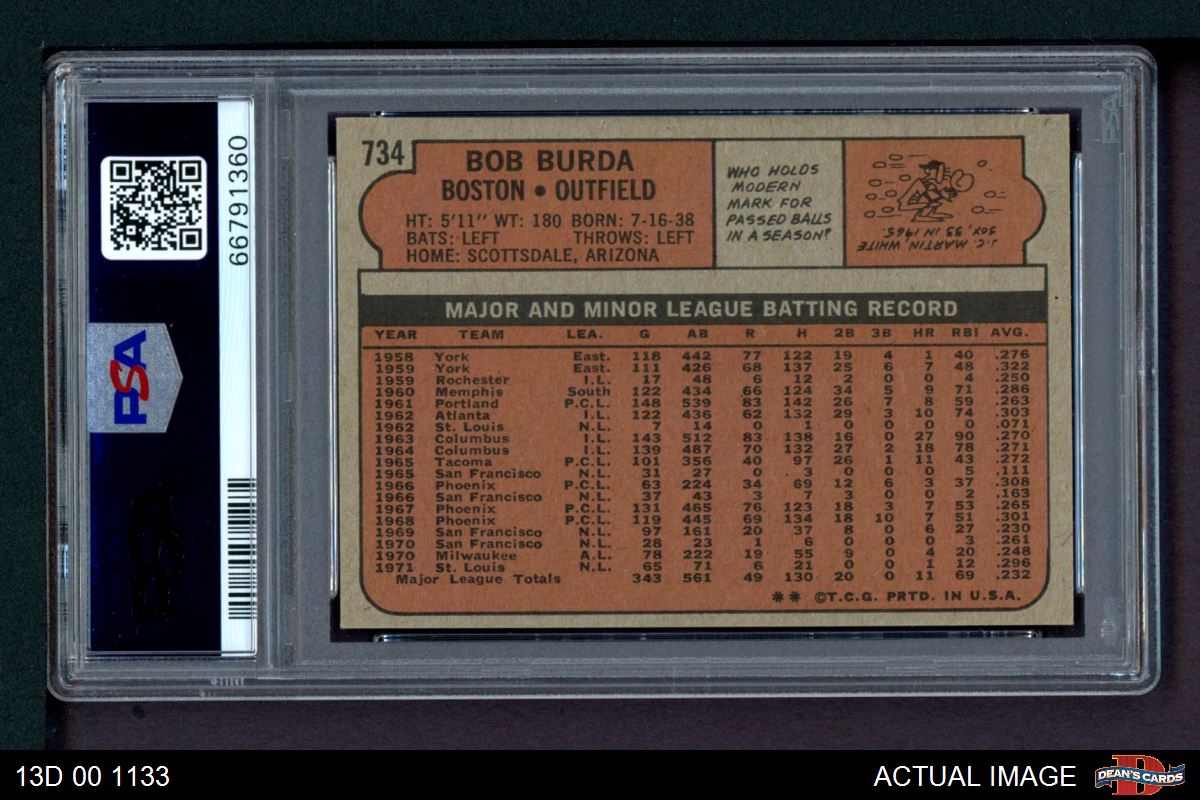 PSA
66791360
734
BOB BURDA
BOSTON • OUTFIELD
HT: 5'11" WT: 180 BORN: 7-16-38
BATS: LEFT THROWS: LEFT
HOME: SCOTTSDALE, ARIZONA
WHO HOLDS
MODERN
MARK FOR
PASSED BALLS
IN A SEASON?
J.C. MARTIN, WHITE
SOX, 33 IN 1965.
MAJOR AND MINOR LEAGUE BATTING RECORD
YEAR TEAM LEA. G AB R H 2B 3B HR RBI AVG.
1958 York East. 118 442 77 122 19 4 1 40 .276
1959 York East. 111 426 68 137 25 6 7 48 .322
1959 Rochester I.L. 17 48 6 12 2 0 0 4 .250
1960 Memphis South 122 434 66 124 34 5 9 71 .286
1961 Portland P.C.L. 148 539 83 142 26 7 8 59 .263
1962 Atlanta I.L. 122 436 62 132 29 3 10 74 .303
1962 St. Louis N.L. 7 14 0 1 0 0 0 0 .071
1963 Columbus I.L. 143 512 83 138 16 0 27 90 .270
1964 Columbus I.L. 139 487 70 132 27 2 18 78 .271
1965 Tacoma P.C.L. 101 356 40 97 26 1 11 43 .272
1965 San Francisco N.L. 31 27 0 3 0 0 0 5 .111
1966 Phoenix P.C.L. 63 224 34 69 12 6 3 37 .308
1966 San Francisco N.L. 37 43 3 7 3 0 0 2 .163
1967 Phoenix P.C.L. 131 465 76 123 18 3 7 53 .265
1968 Phoenix P.C.L. 119 445 69 134 18 10 7 51 .301
1969 San Francisco N.L. 97 161 20 37 8 0 6 27 .230
1970 San Francisco N.L. 28 23 1 6 0 0 0 3 .261
1970 Milwaukee A.L. 78 222 19 55 9 0 4 20 .248
1971 St. Louis N.L. 65 71 6 21 0 0 1 12 .296
Major League Totals 343 561 49 130 20 0 11 69 .232
** ©T.C.G. PRTD. IN U.S.A.
13D 00 1133
ACTUAL IMAGE
DEAN'S CARDS